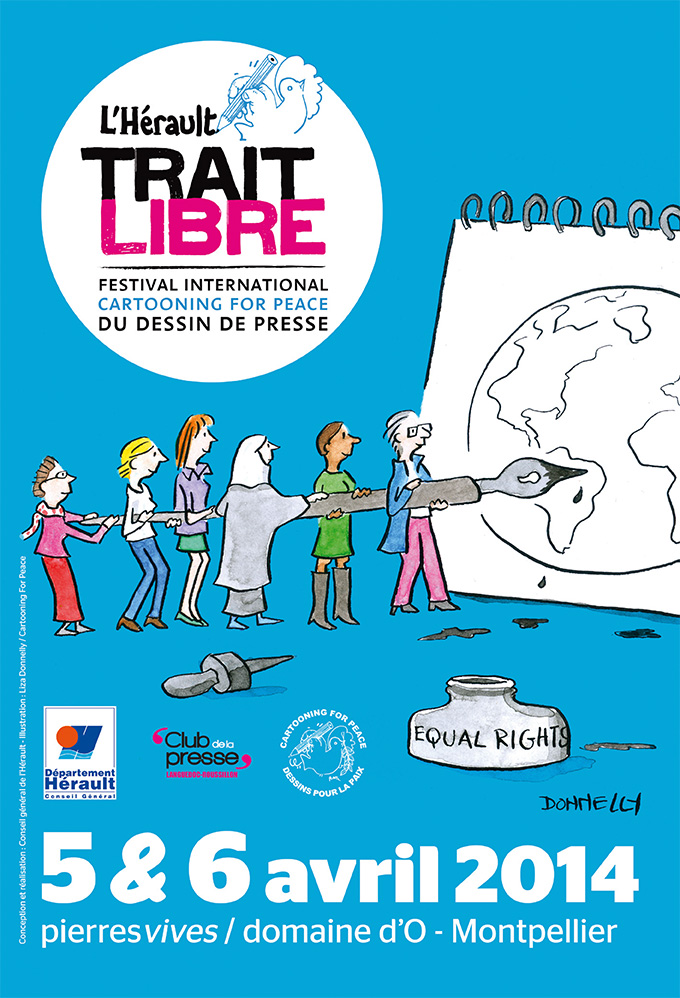 L'Hérault
TRAIT
LIBRE
FESTIVAL INTERNATIONAL
CARTOONING FOR PEACE
DU DESSIN DE PRESSE
Conception et réalisation : Conseil général de l'Hérault - Illustration : Liza Donnelly / Cartooning For Peace
EQUAL RIGHTS
DONNELLY
Département
Hérault
Conseil Général
Club de la
presse
LANGUEDOC-ROUSSILLON
CARTOONING FOR PEACE
DESSINS POUR LA PAIX
5 & 6 avril 2014
pierresvives / domaine d'O - Montpellier